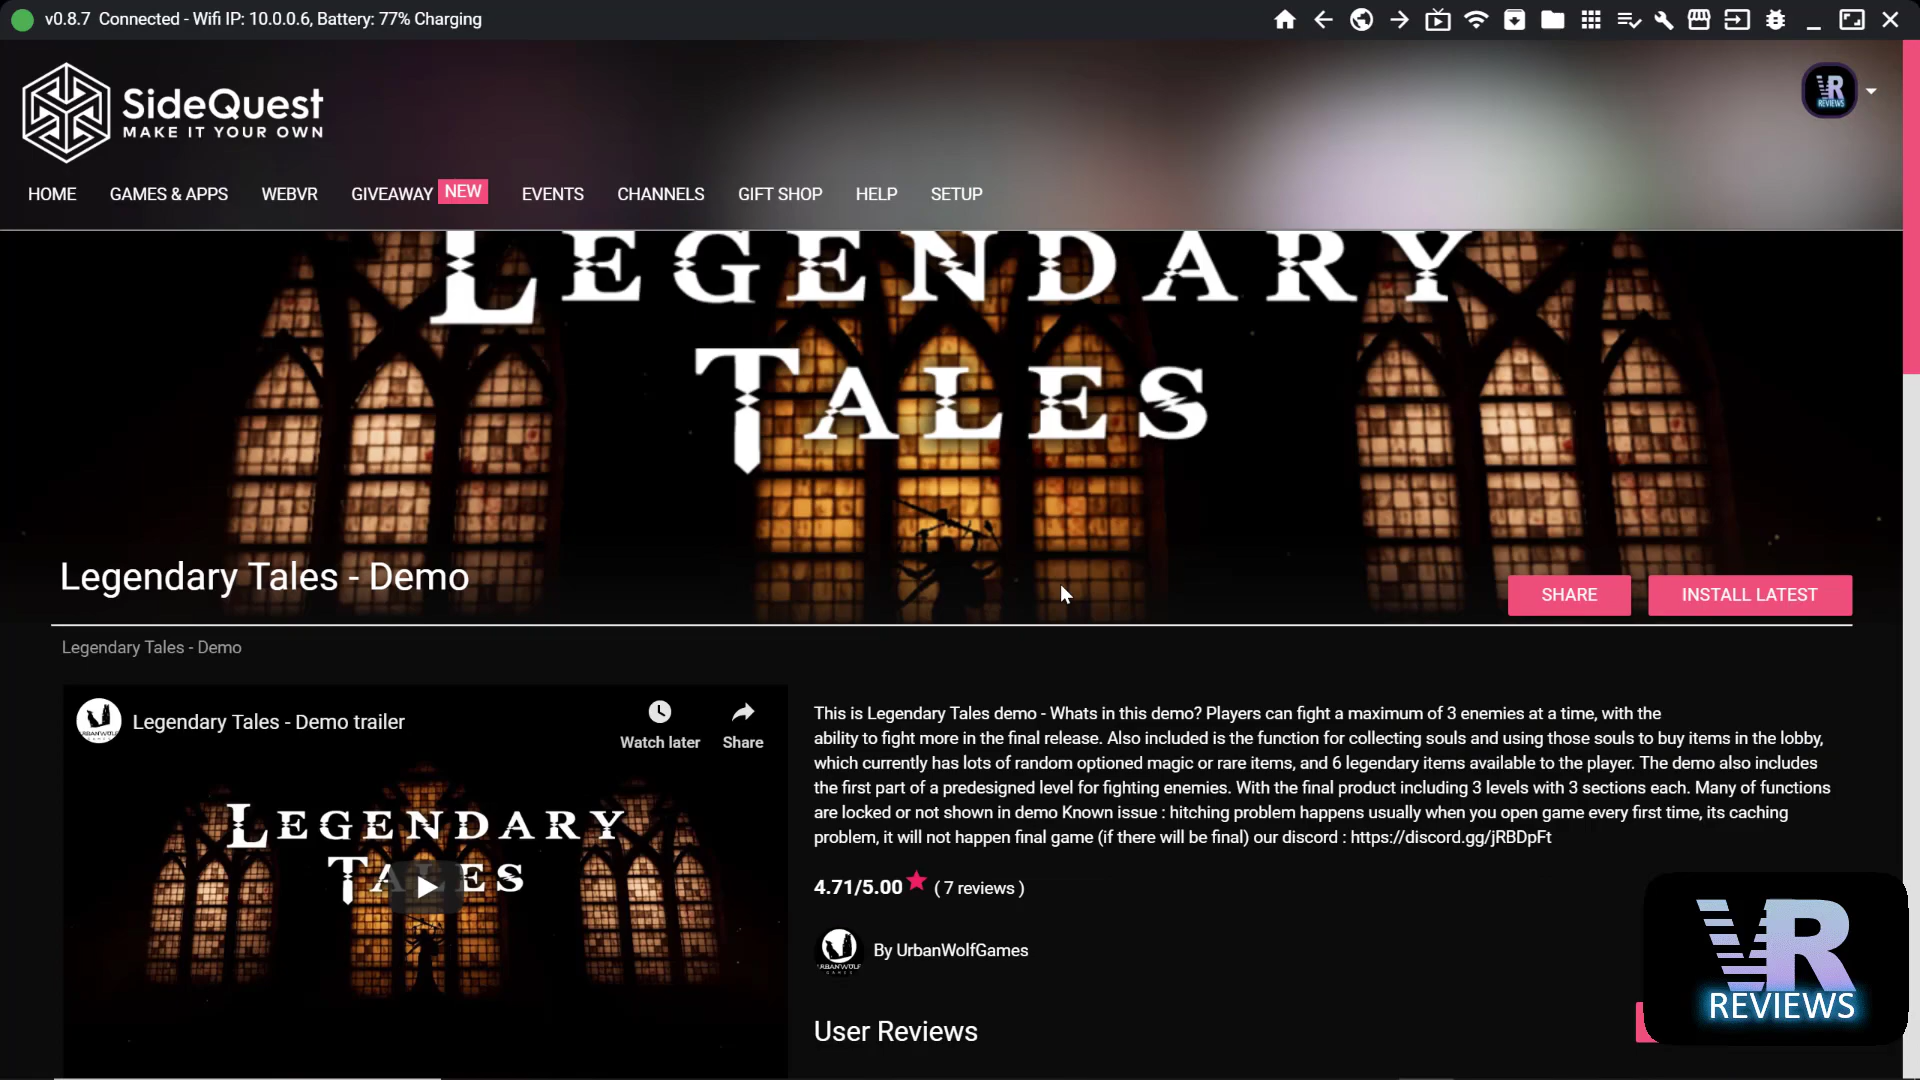 v0.8.7 Connected - Wifi IP: 10.0.0.6, Battery: 77% Charging
SideQuest
MAKE IT YOUR OWN
VR
REVIEWS
HOME GAMES & APPS WEBVR GIVEAWAY NEW EVENTS CHANNELS GIFT SHOP HELP SETUP
LEGENDARY
TALES
Legendary Tales - Demo
SHARE INSTALL LATEST
Legendary Tales - Demo
Legendary Tales - Demo trailer
Watch later Share
LEGENDARY
TALES
This is Legendary Tales demo - Whats in this demo? Players can fight a maximum of 3 enemies at a time, with the
ability to fight more in the final release. Also included is the function for collecting souls and using those souls to buy items in the lobby,
which currently has lots of random optioned magic or rare items, and 6 legendary items available to the player. The demo also includes
the first part of a predesigned level for fighting enemies. With the final product including 3 levels with 3 sections each. Many of functions
are locked or not shown in demo Known issue : hitching problem happens usually when you open game every first time, its caching
problem, it will not happen final game (if there will be final) our discord : https://discord.gg/jRBDpFt
4.71/5.00 ( 7 reviews )
By UrbanWolfGames
User Reviews
VR
REVIEWS